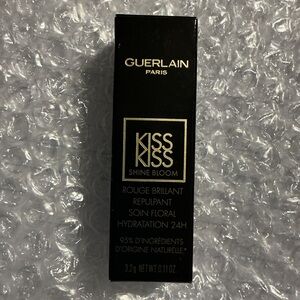 GUERLAIN
PARIS
KISS
KISS
SHINE BLOOM
ROUGE BRILLANT
REPULPANT
SOIN FLORAL
HYDRATATION 24H
95% D'INGRÉDIENTS
D'ORIGINE NATURELLE*
3.2g NET WT 0.11 OZ.